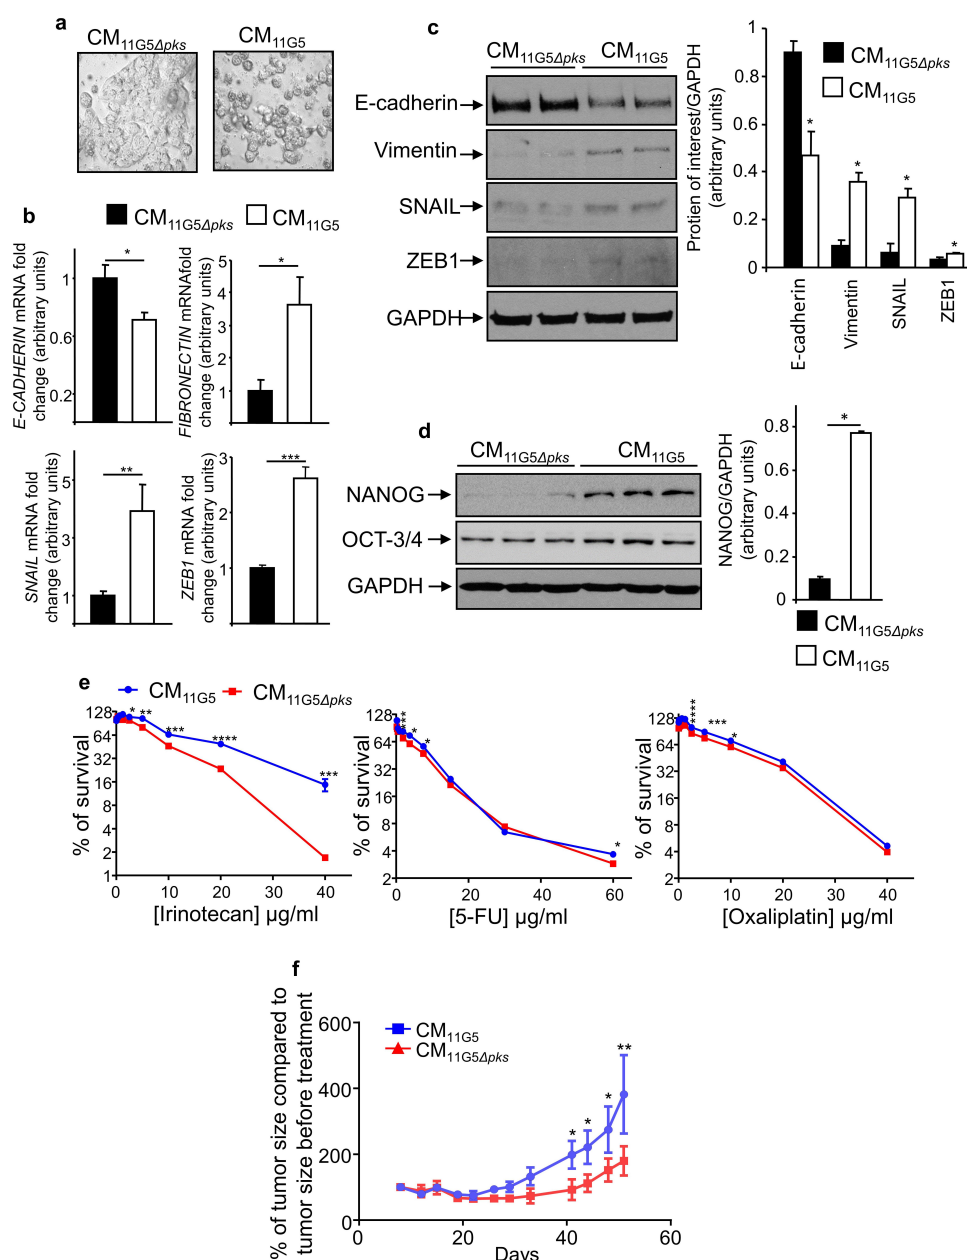 a
CM11G5Δpks
CM11G5
b
CM11G5Δpks
CM11G5
E-CADHERIN mRNA fold
change (arbitrary units)
1
0.6
0.2
*
FIBRONECTIN mRNAfold
change (arbitrary units)
5
4
3
2
1
*
SNAIL mRNA fold
change (arbitrary units)
5
3
1
**
ZEB1 mRNA fold
change (arbitrary units)
3
2
1
***
c
CM11G5Δpks
CM11G5
E-cadherin
Vimentin
SNAIL
ZEB1
GAPDH
Protien of interest/GAPDH
(arbitrary units)
1
0.8
0.6
0.4
0.2
0
CM11G5Δpks
CM11G5
*
*
*
*
E-cadherin
Vimentin
SNAIL
ZEB1
d
CM11G5Δpks
CM11G5
NANOG
OCT-3/4
GAPDH
NANOG/GAPDH
(arbitrary units)
0.8
0.6
0.4
0.2
0
*
CM11G5Δpks
CM11G5
e
CM11G5
CM11G5Δpks
% of survival
128
64
32
16
8
4
2
1
* ** *** **** ***
0 10 20 30 40
[Irinotecan] µg/ml
% of survival
128
64
32
16
8
4
2
*** * * *
0 20 40 60
[5-FU] µg/ml
% of survival
128
64
32
16
8
4
2
**** *** *
0 10 20 30 40
[Oxaliplatin] µg/ml
f
% of tumor size compared to
tumor size before treatment
600
400
200
0
CM11G5
CM11G5Δpks
* * * **
0 20 40 60
Days